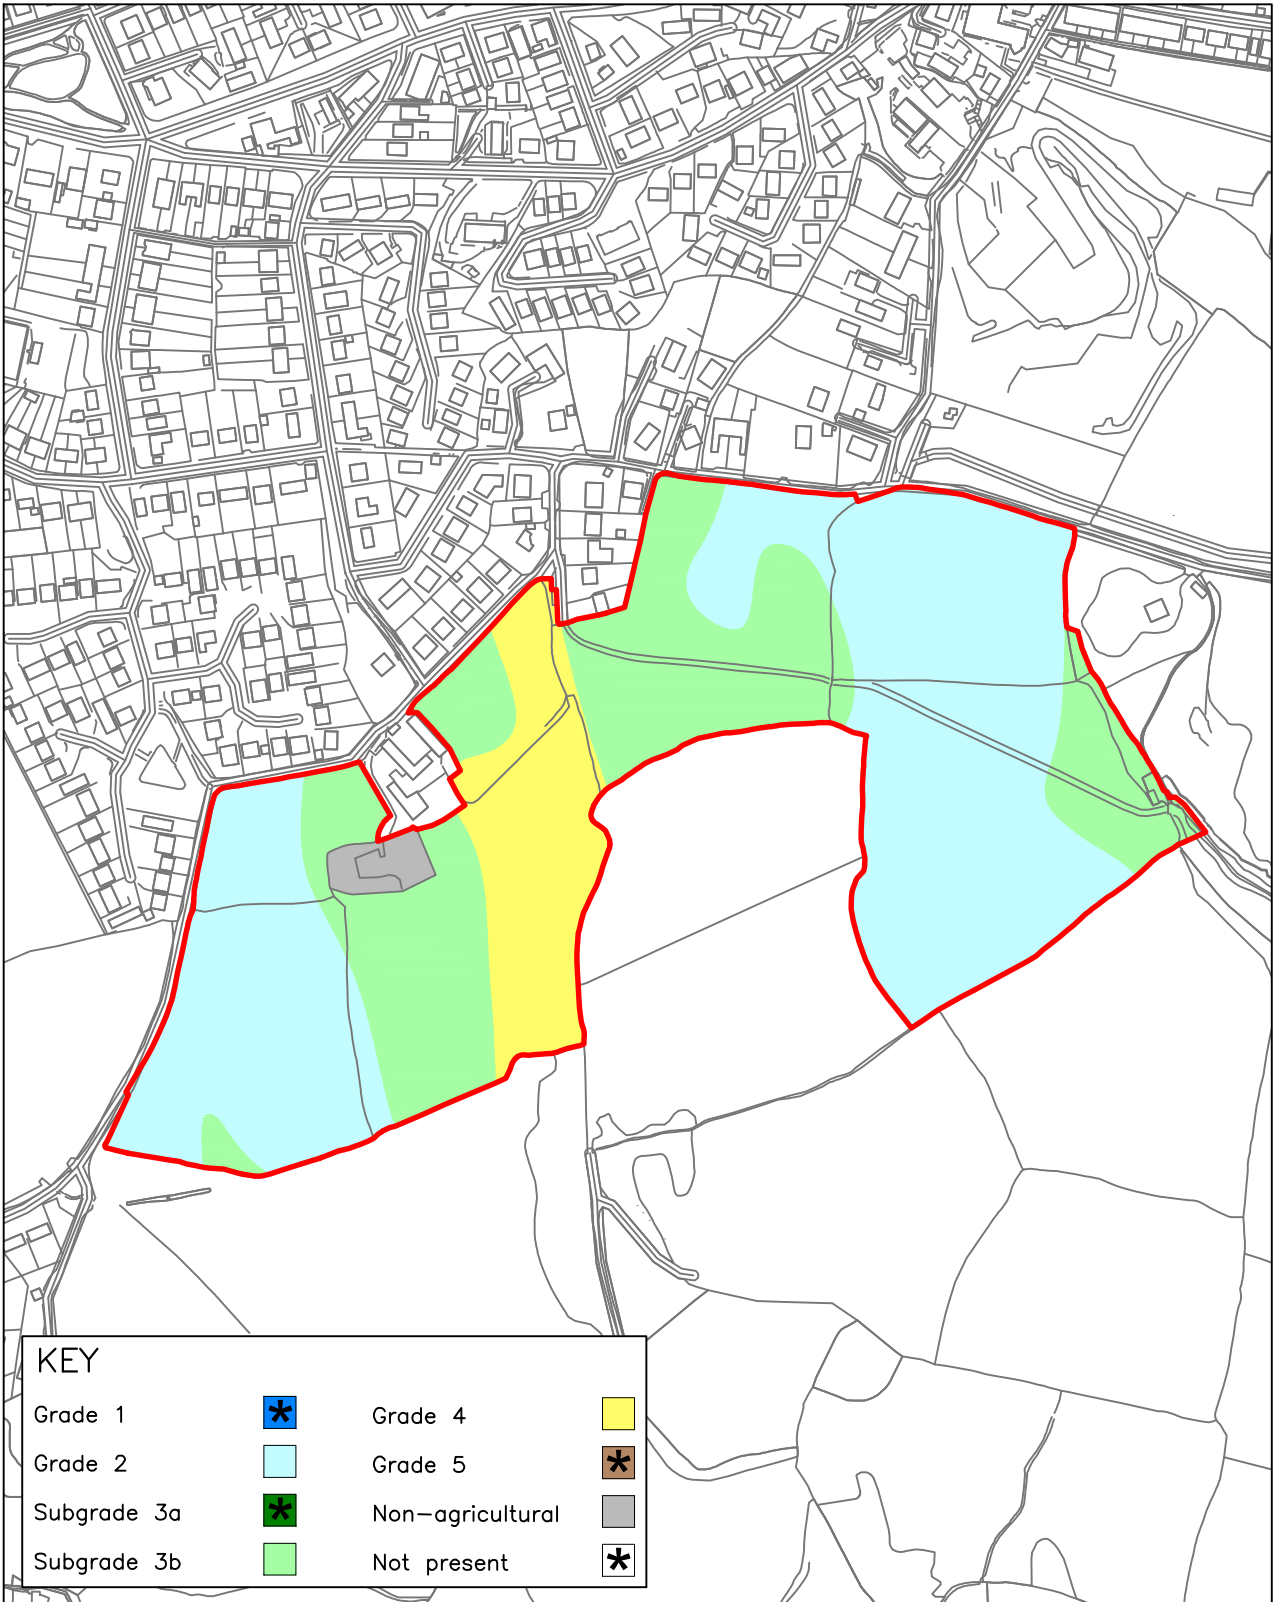 KEY
Grade 1 * Grade 4
Grade 2 Grade 5 *
Subgrade 3a * Non-agricultural
Subgrade 3b Not present *